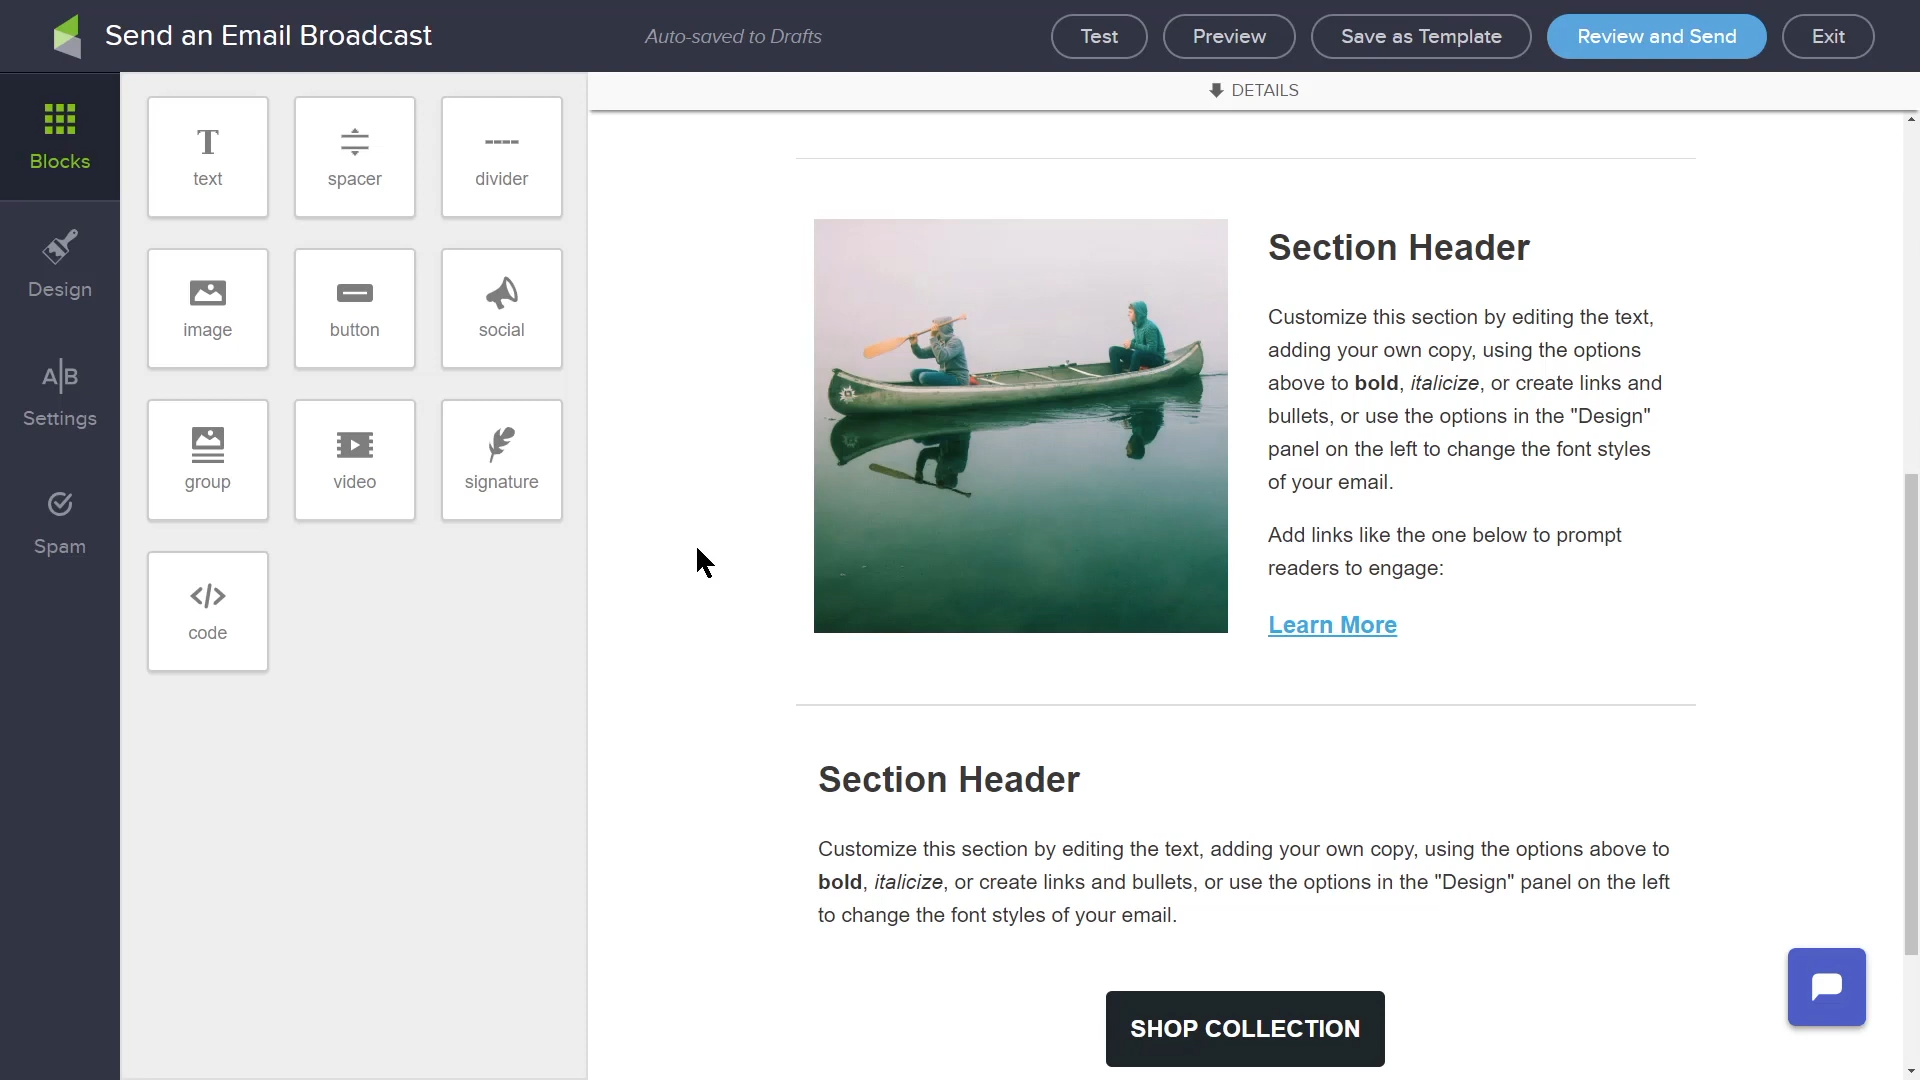 Send an Email Broadcast
Auto-saved to Drafts
Test
Preview
Save as Template
Review and Send
Exit
Blocks
Design
A|B
Settings
Spam
T
text
spacer
divider
image
button
social
group
video
signature
</>
code
DETAILS
Section Header
Customize this section by editing the text,
adding your own copy, using the options
above to bold, italicize, or create links and
bullets, or use the options in the "Design"
panel on the left to change the font styles
of your email.
Add links like the one below to prompt
readers to engage:
Learn More
Section Header
Customize this section by editing the text, adding your own copy, using the options above to
bold, italicize, or create links and bullets, or use the options in the "Design" panel on the left
to change the font styles of your email.
SHOP COLLECTION